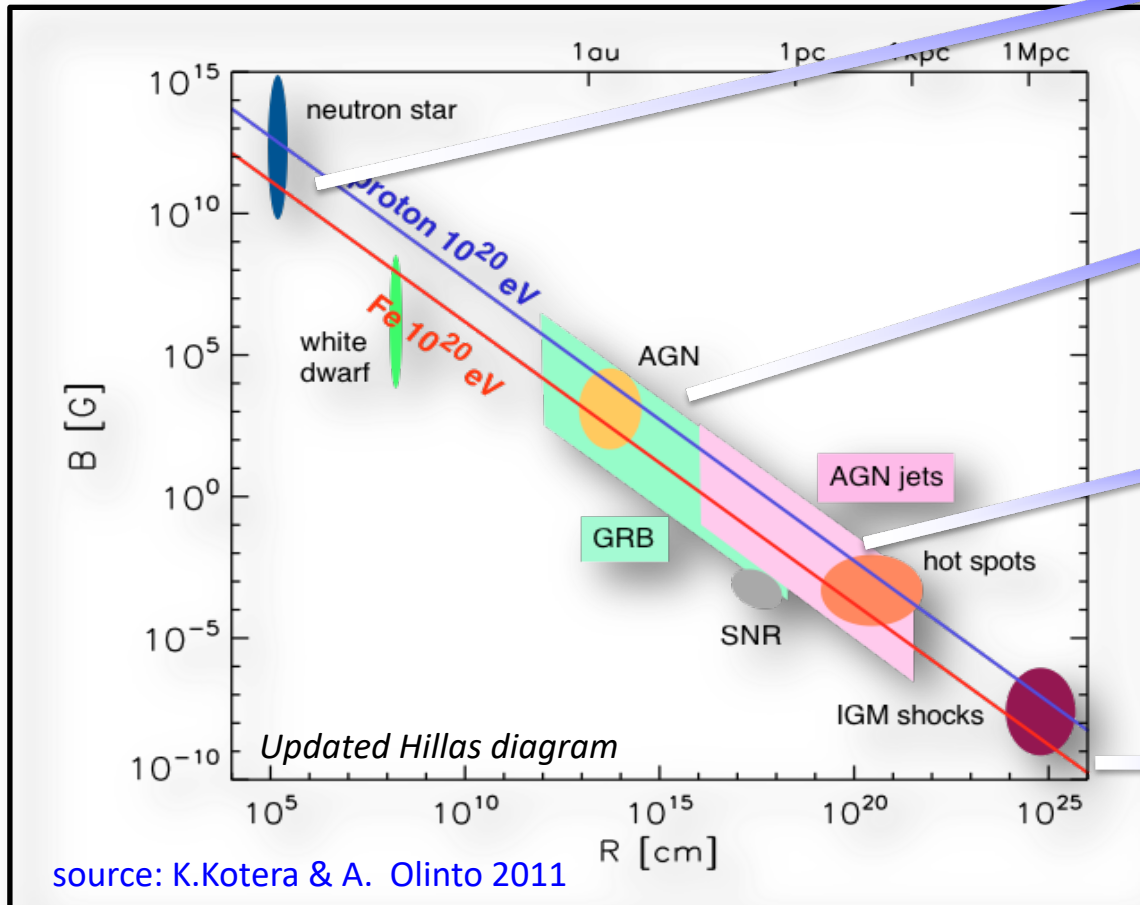 1au 1pc 1kpc 1Mpc
10^15
neutron star
10^10
proton 10^20 eV
Fe 10^20 eV
white
dwarf
10^5
AGN
B [G]
10^0
AGN jets
GRB
hot spots
SNR
10^-5
IGM shocks
10^-10
Updated Hillas diagram
10^5 10^10 10^15 10^20 10^25
R [cm]
source: K.Kotera & A. Olinto 2011